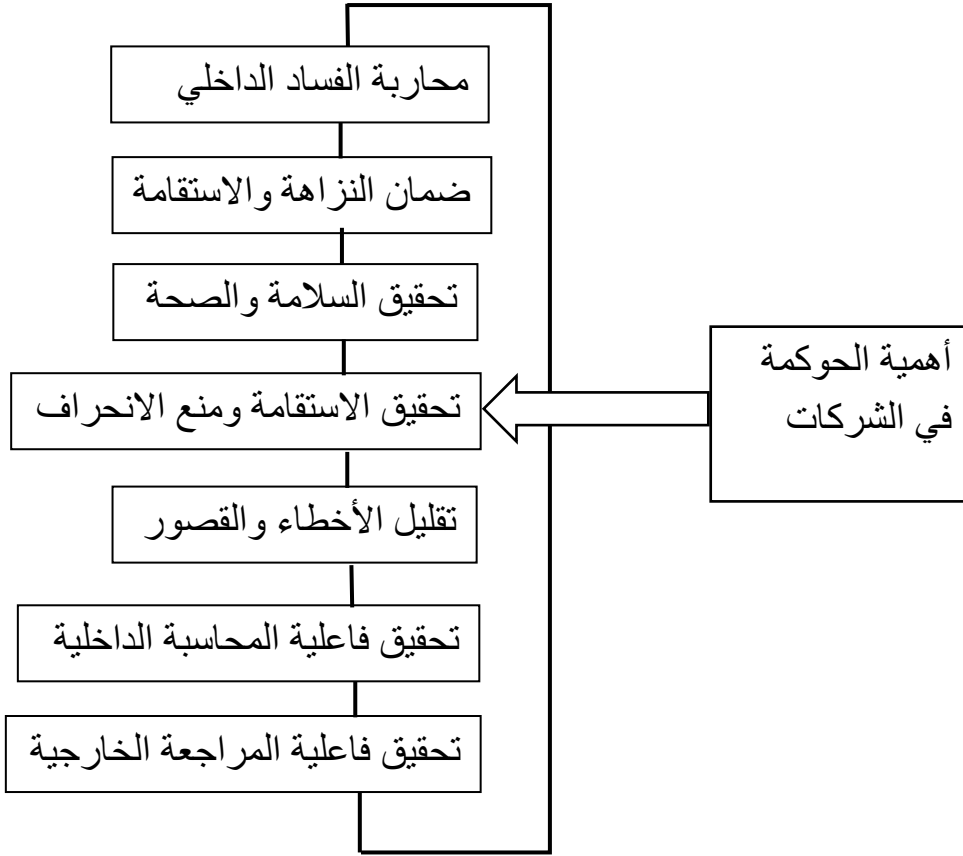 محاربة الفساد الداخلي
ضمان النزاهة والاستقامة
تحقيق السلامة والصحة
أهمية الحوكمة
في الشركات
تحقيق الاستقامة ومنع الانحراف
تقليل الأخطاء والقصور
تحقيق فاعلية المحاسبة الداخلية
تحقيق فاعلية المراجعة الخارجية